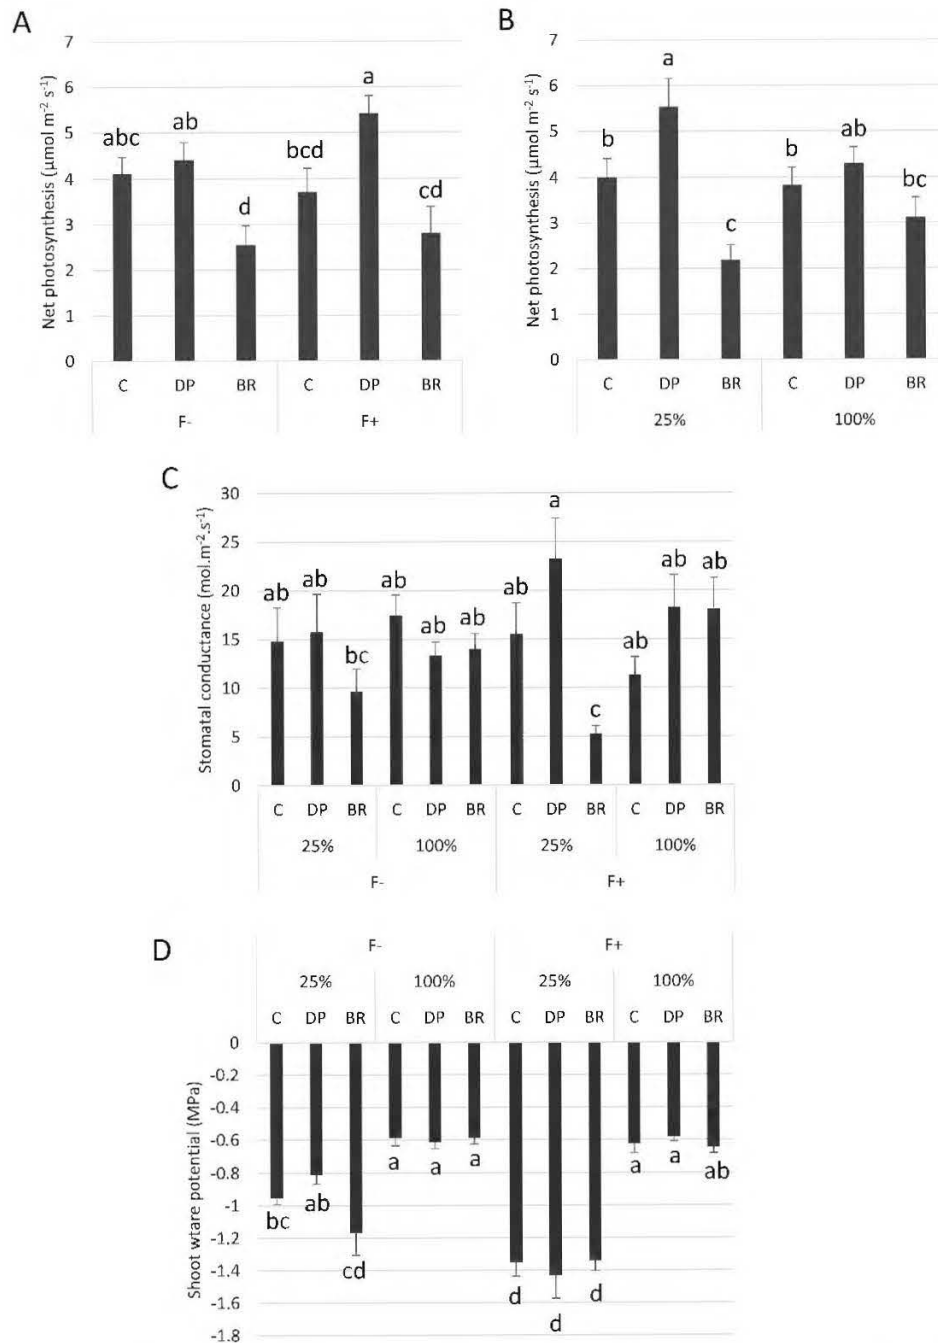 A
Net photosynthesis (µmol m⁻² s⁻¹)
7
6
5
4
3
2
1
0
abc
ab
d
bcd
a
cd
C DP BR C DP BR
F- F+
B
Net photosynthesis (µmol m⁻² s⁻¹)
7
6
5
4
3
2
1
0
b
a
c
b
ab
bc
C DP BR C DP BR
25% 100%
C
Stomatal conductance (mol.m⁻².s⁻¹)
30
25
20
15
10
5
0
ab
ab
bc
ab
ab
ab
ab
a
c
ab
ab
ab
C DP BR C DP BR C DP BR C DP BR
25% 100% 25% 100%
F- F+
D
F- F+
25% 100% 25% 100%
C DP BR C DP BR C DP BR C DP BR
Shoot wtare potential (MPa)
0
-0.2
-0.4
-0.6
-0.8
-1
-1.2
-1.4
-1.6
-1.8
bc
ab
cd
a
a
a
d
d
d
a
a
ab